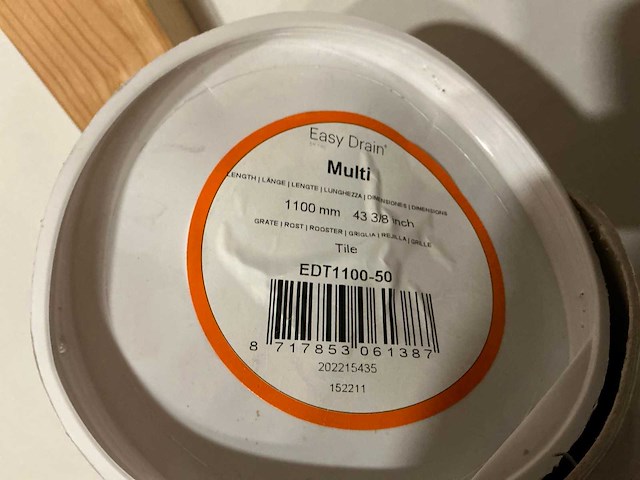 Easy Drain®
Multi
LENGTH | LÄNGE | LENGTE | LUNGHEZZA | DIMENSIONES | DIMENSIONS
1100 mm 43 3/8 inch
GRATE | ROST | ROOSTER | GRIGLIA | REJILLA | GRILLE
Tile
EDT1100-50
8 717853 061387
202215435
152211